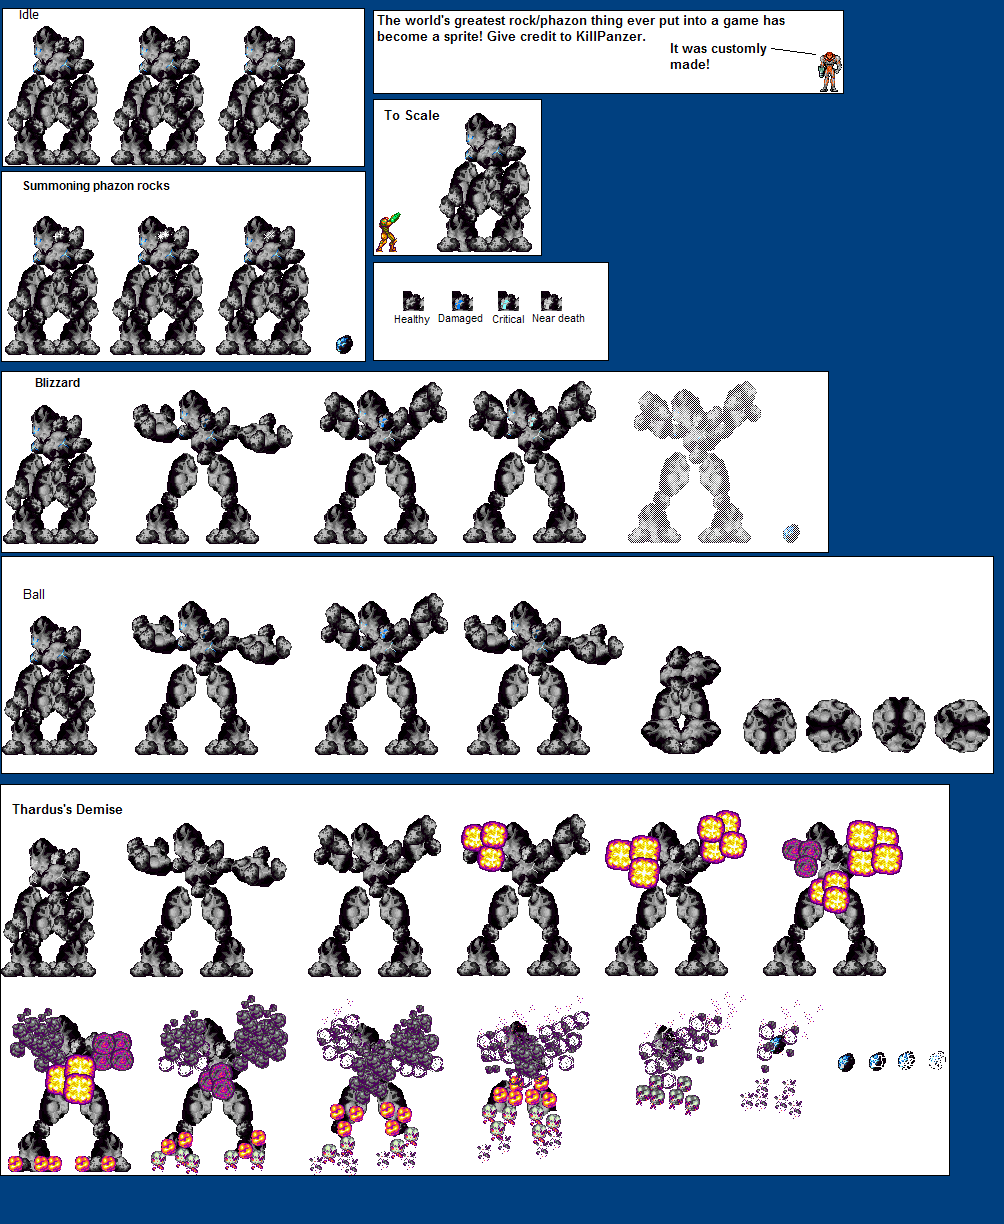 Idle
The world's greatest rock/phazon thing ever put into a game has
become a sprite! Give credit to KillPanzer.
It was customly
made!
To Scale
Summoning phazon rocks
Healthy Damaged Critical Near death
Blizzard
Ball
Thardus's Demise